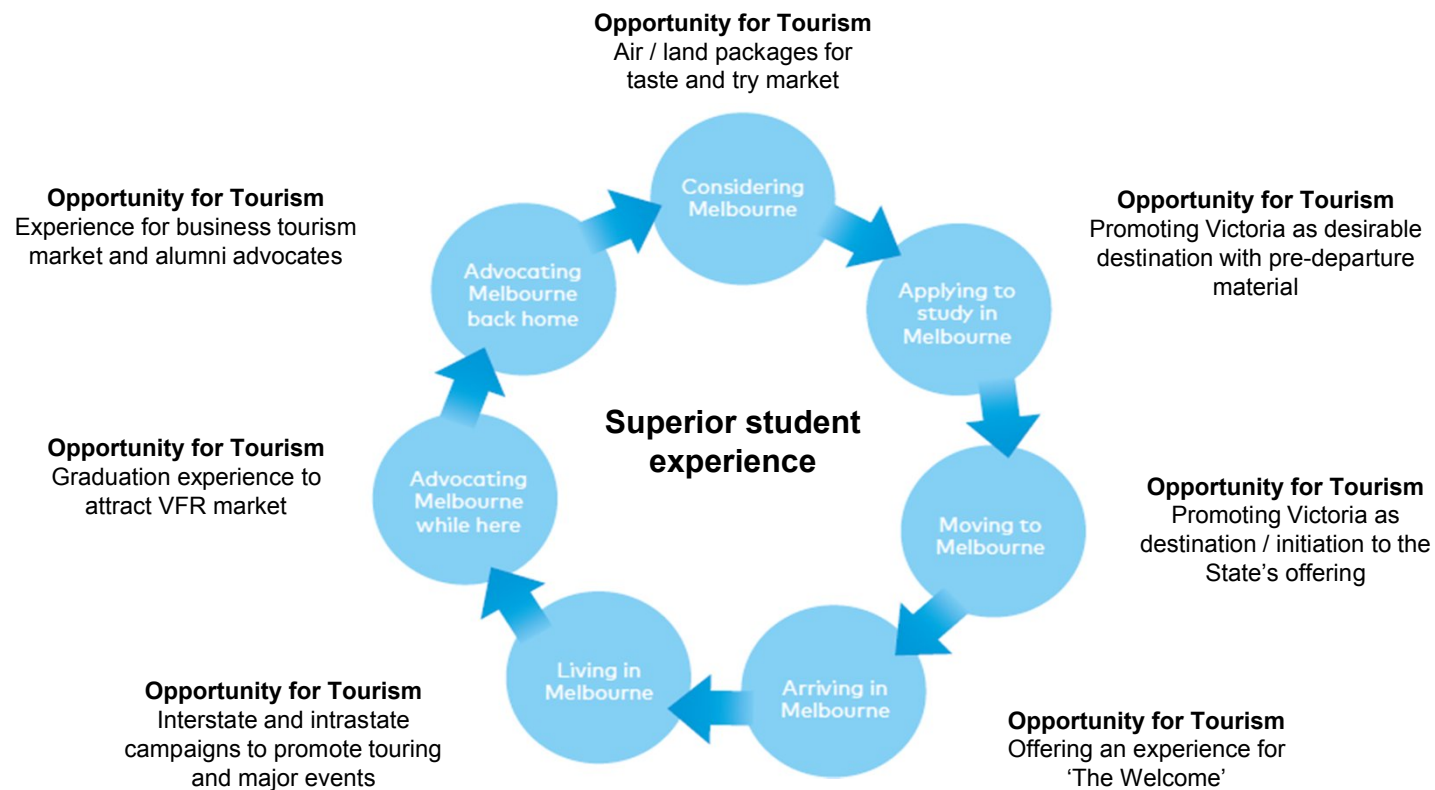 Opportunity for Tourism
Air / land packages for
taste and try market
Considering
Melbourne
Opportunity for Tourism
Promoting Victoria as desirable
destination with pre-departure
material
Applying to
study in
Melbourne
Opportunity for Tourism
Promoting Victoria as
destination / initiation to the
State’s offering
Moving to
Melbourne
Opportunity for Tourism
Offering an experience for
‘The Welcome’
Arriving in
Melbourne
Opportunity for Tourism
Interstate and intrastate
campaigns to promote touring
and major events
Living in
Melbourne
Opportunity for Tourism
Graduation experience to
attract VFR market
Advocating
Melbourne
while here
Opportunity for Tourism
Experience for business tourism
market and alumni advocates
Advocating
Melbourne
back home
Superior student
experience